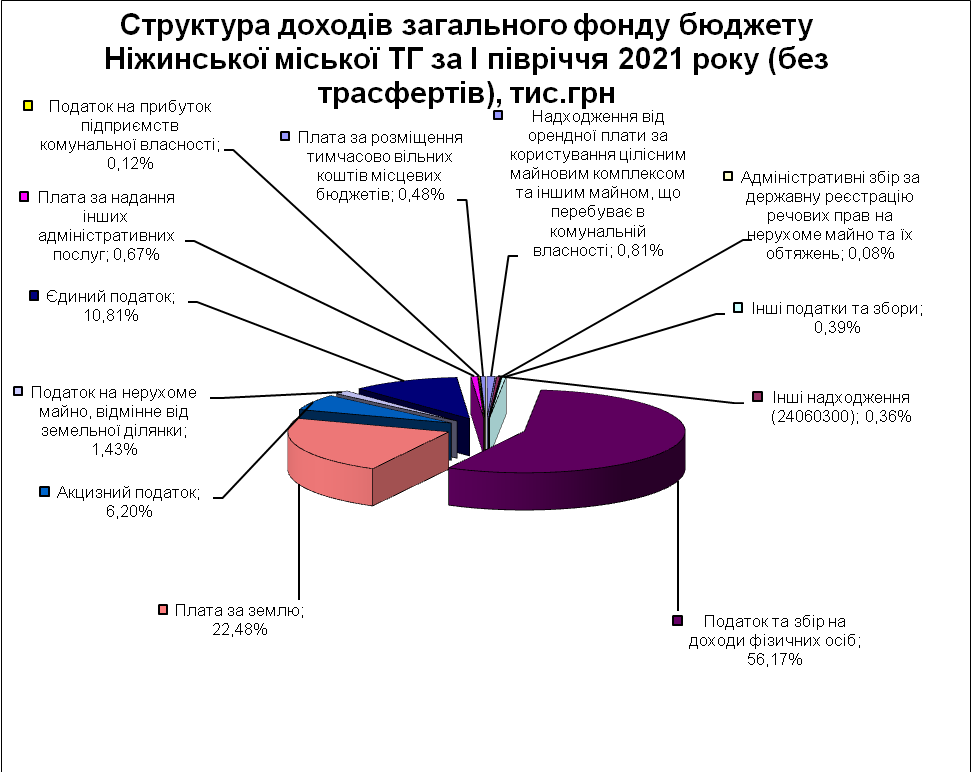 Структура доходів загального фонду бюджету
Ніжинської міської ТГ за І півріччя 2021 року (без
трасфертів), тис.грн
Податок на прибуток
підприємств
комунальної власності;
0,12%
Плата за розміщення
тимчасово вільних
коштів місцевих
бюджетів; 0,48%
Надходження від
орендної плати за
користування цілісним
майновим комплексом
та іншим майном, що
перебуває в
комунальній
власності; 0,81%
Адміністративні збір за
державну реєстрацію
речових прав на
нерухоме майно та їх
обтяжень; 0,08%
Плата за надання
інших
адміністративних
послуг; 0,67%
Єдиний податок;
10,81%
Інші податки та збори;
0,39%
Податок на нерухоме
майно, відмінне від
земельної ділянки;
1,43%
Інші надходження
(24060300); 0,36%
Акцизний податок;
6,20%
Плата за землю;
22,48%
Податок та збір на
доходи фізичних осіб;
56,17%